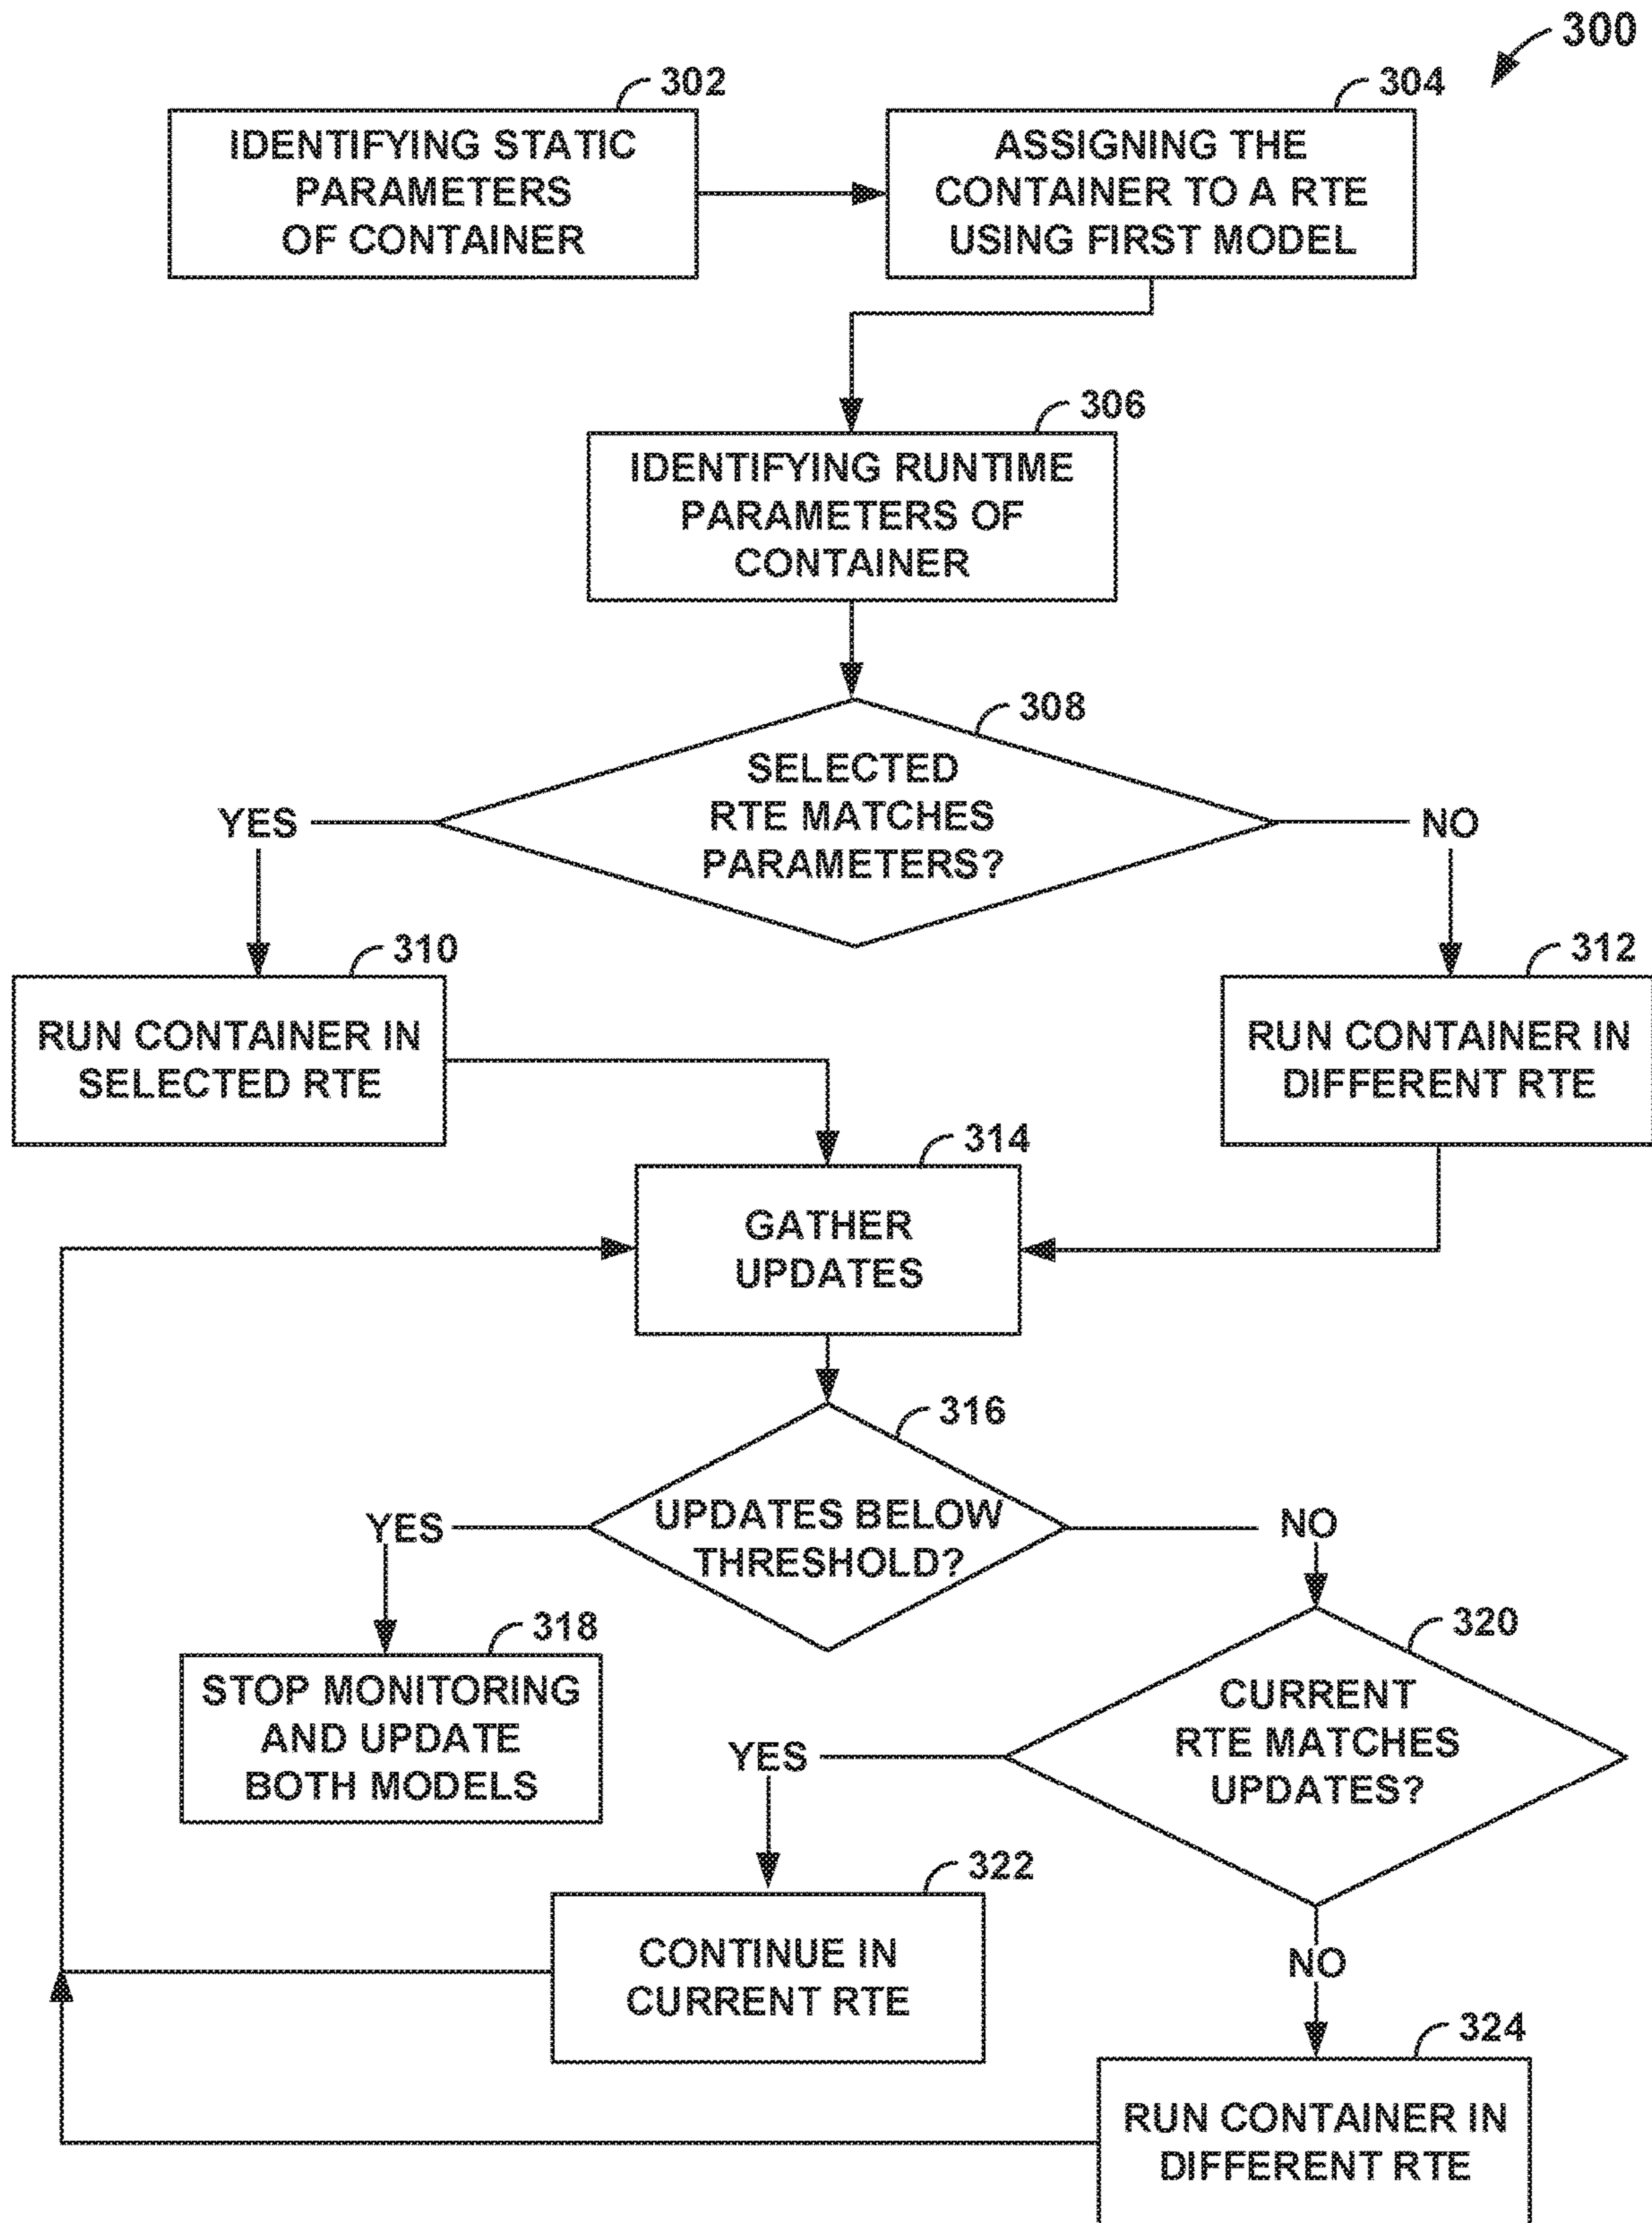 300
302
IDENTIFYING STATIC
PARAMETERS
OF CONTAINER
304
ASSIGNING THE
CONTAINER TO A RTE
USING FIRST MODEL
306
IDENTIFYING RUNTIME
PARAMETERS OF
CONTAINER
308
SELECTED
RTE MATCHES
PARAMETERS?
YES
NO
310
RUN CONTAINER IN
SELECTED RTE
312
RUN CONTAINER IN
DIFFERENT RTE
314
GATHER
UPDATES
316
UPDATES BELOW
THRESHOLD?
YES
NO
318
STOP MONITORING
AND UPDATE
BOTH MODELS
320
CURRENT
RTE MATCHES
UPDATES?
YES
322
CONTINUE IN
CURRENT RTE
NO
324
RUN CONTAINER IN
DIFFERENT RTE